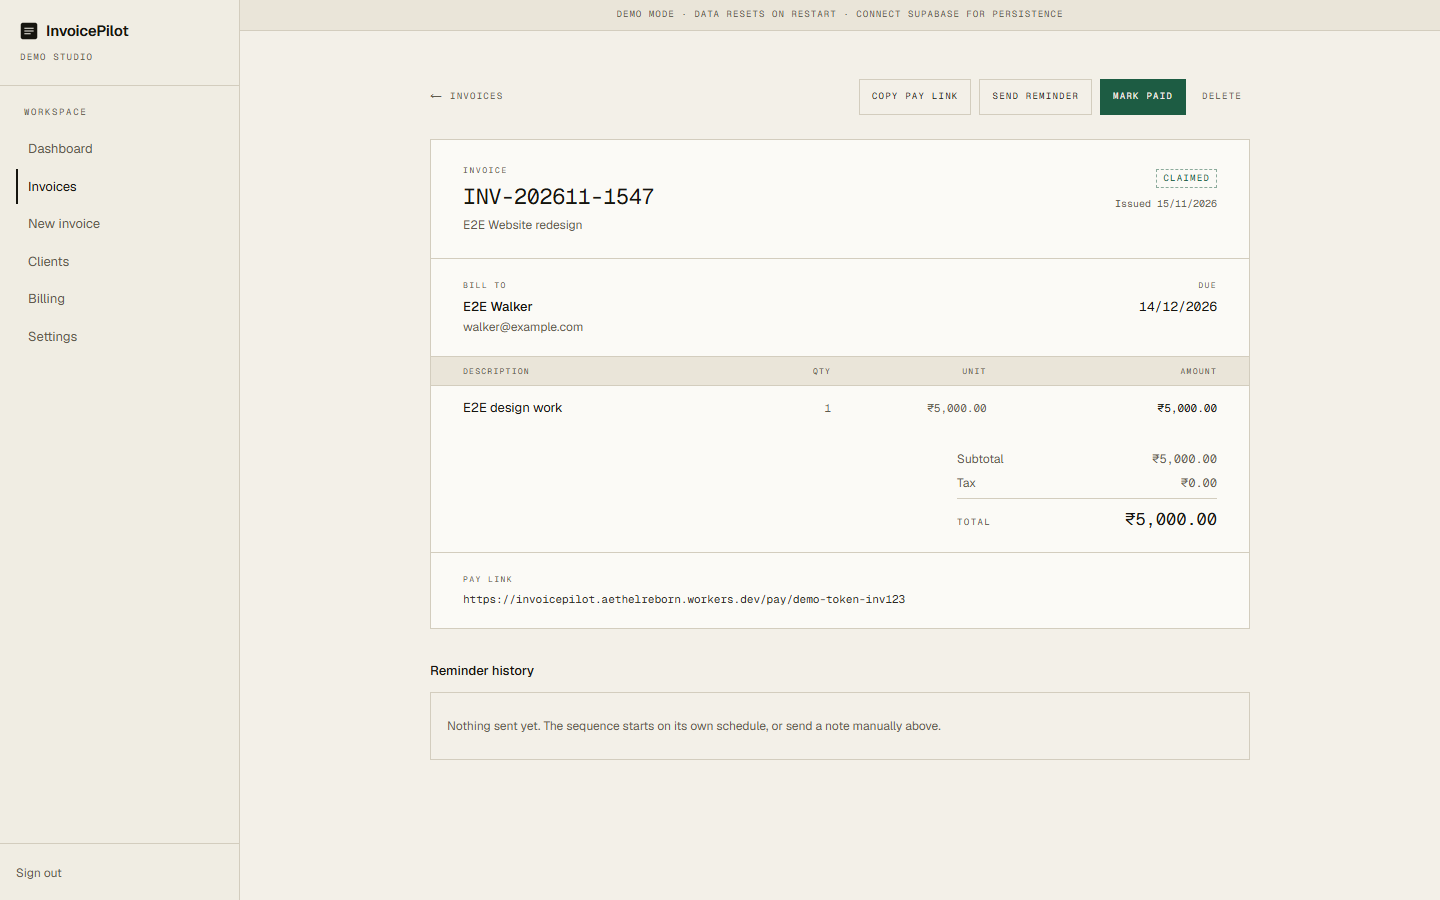 InvoicePilot
DEMO STUDIO
WORKSPACE
Dashboard
Invoices
New invoice
Clients
Billing
Settings
Sign out
DEMO MODE · DATA RESETS ON RESTART · CONNECT SUPABASE FOR PERSISTENCE
← INVOICES
COPY PAY LINK
SEND REMINDER
MARK PAID
DELETE
INVOICE
INV-202611-1547
E2E Website redesign
CLAIMED
Issued 15/11/2026
BILL TO
E2E Walker
walker@example.com
DUE
14/12/2026
DESCRIPTION QTY UNIT AMOUNT
E2E design work 1 ₹5,000.00 ₹5,000.00
Subtotal ₹5,000.00
Tax ₹0.00
TOTAL ₹5,000.00
PAY LINK
https://invoicepilot.aethelreborn.workers.dev/pay/demo-token-inv123
Reminder history
Nothing sent yet. The sequence starts on its own schedule, or send a note manually above.